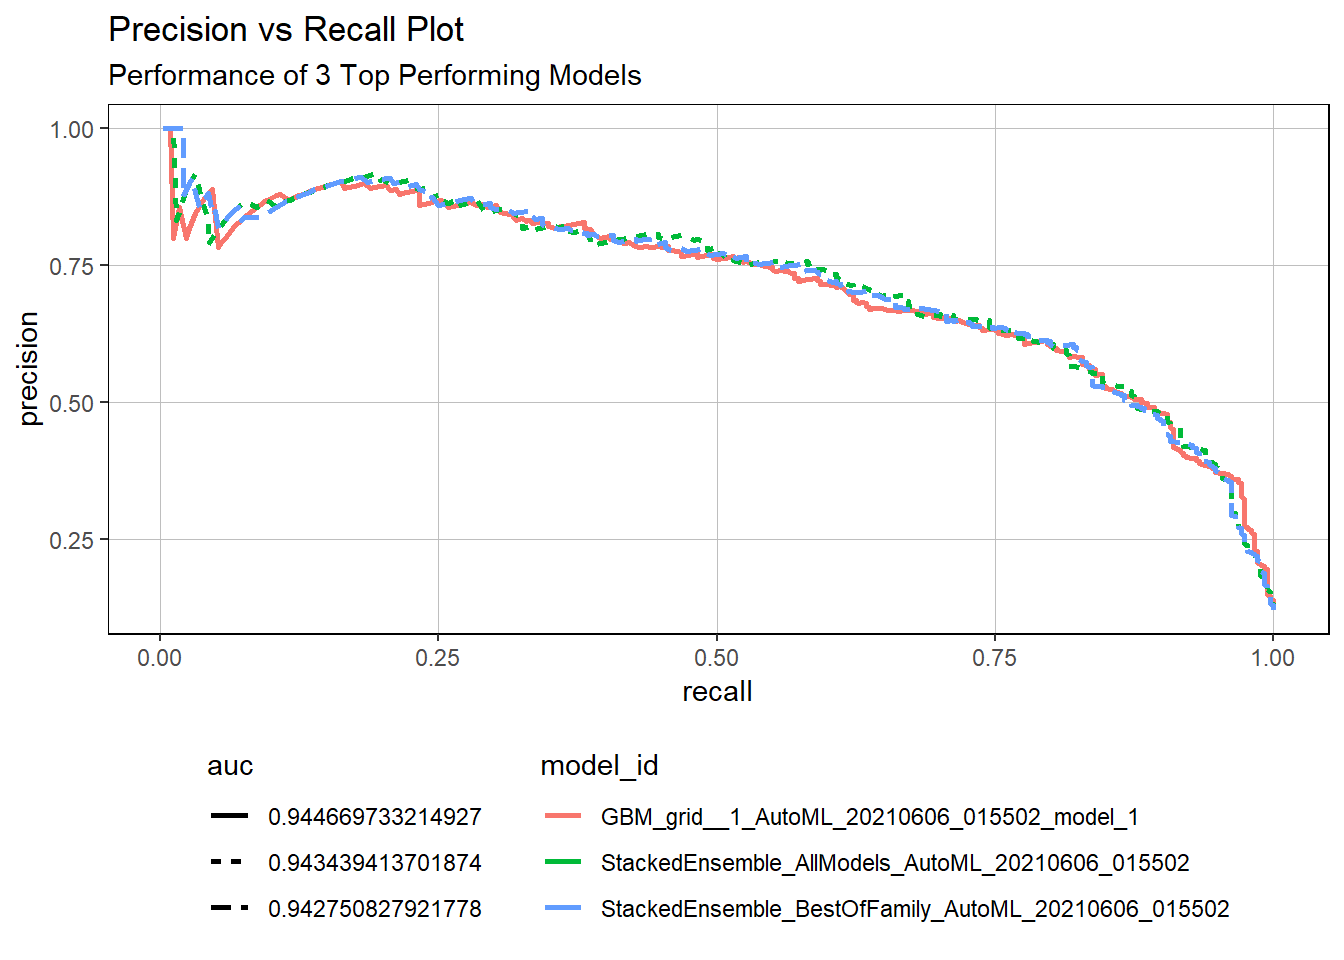 Precision vs Recall Plot
Performance of 3 Top Performing Models
1.00
0.75
0.50
0.25
precision
0.00 0.25 0.50 0.75 1.00
recall
auc
0.944669733214927
0.943439413701874
0.942750827921778
model_id
GBM_grid__1_AutoML_20210606_015502_model_1
StackedEnsemble_AllModels_AutoML_20210606_015502
StackedEnsemble_BestOfFamily_AutoML_20210606_015502